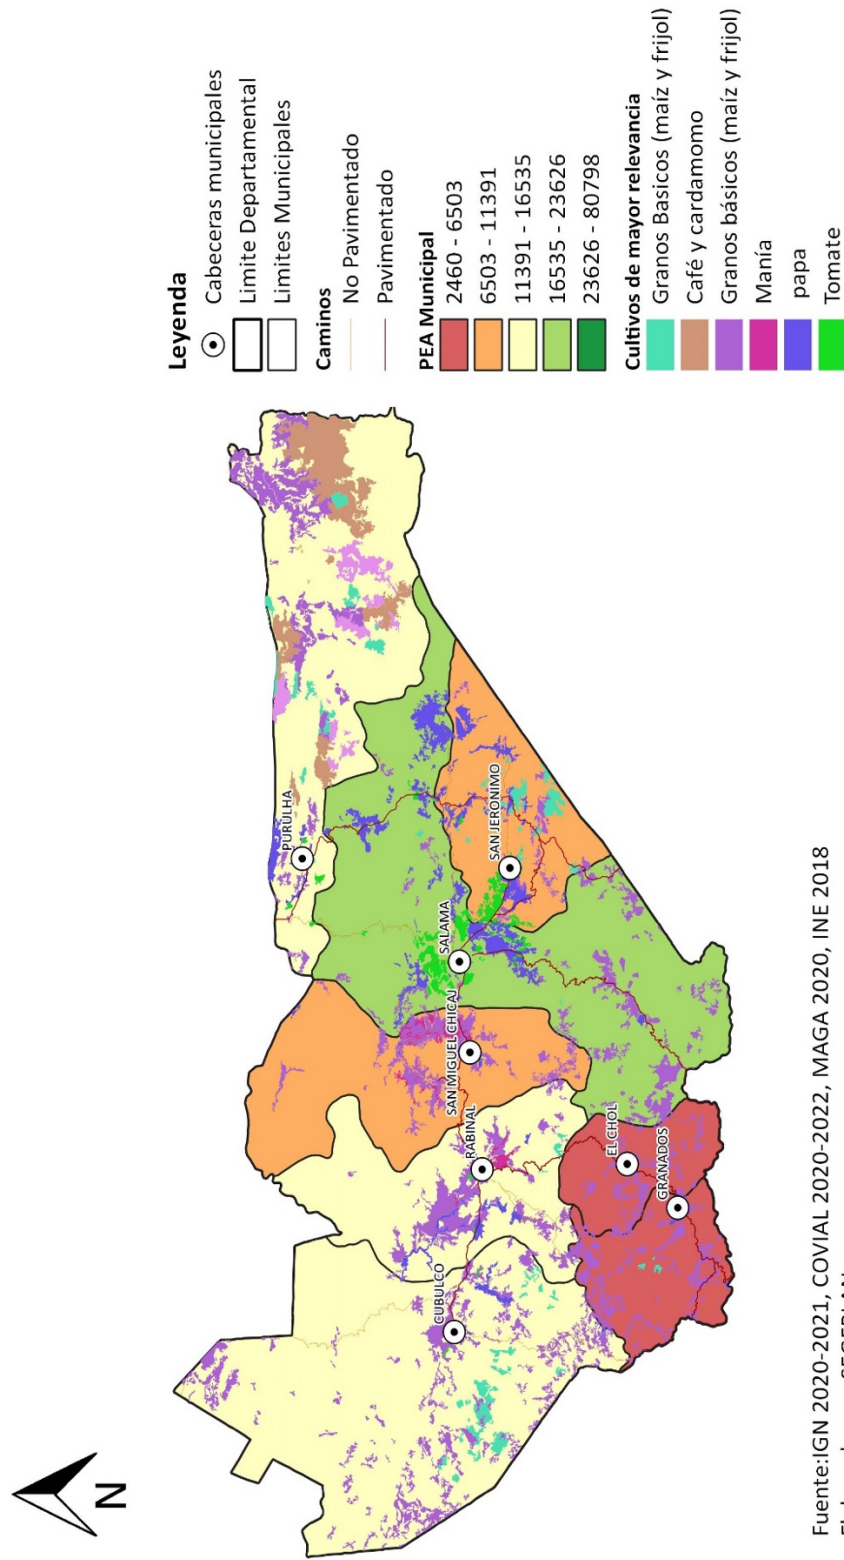 N
PURULHA
SALAMA
SAN JERONIMO
SAN MIGUEL CHICAJ
RABINAL
CUBULCO
EL CHOL
GRANADOS
Leyenda
Cabeceras municipales
Limite Departamental
Limites Municipales
Caminos
No Pavimentado
Pavimentado
PEA Municipal
2460 - 6503
6503 - 11391
11391 - 16535
16535 - 23626
23626 - 80798
Cultivos de mayor relevancia
Granos Basicos (maíz y frijol)
Café y cardamomo
Granos básicos (maíz y frijol)
Manía
papa
Tomate
Fuente:IGN 2020-2021, COVIAL 2020-2022, MAGA 2020, INE 2018